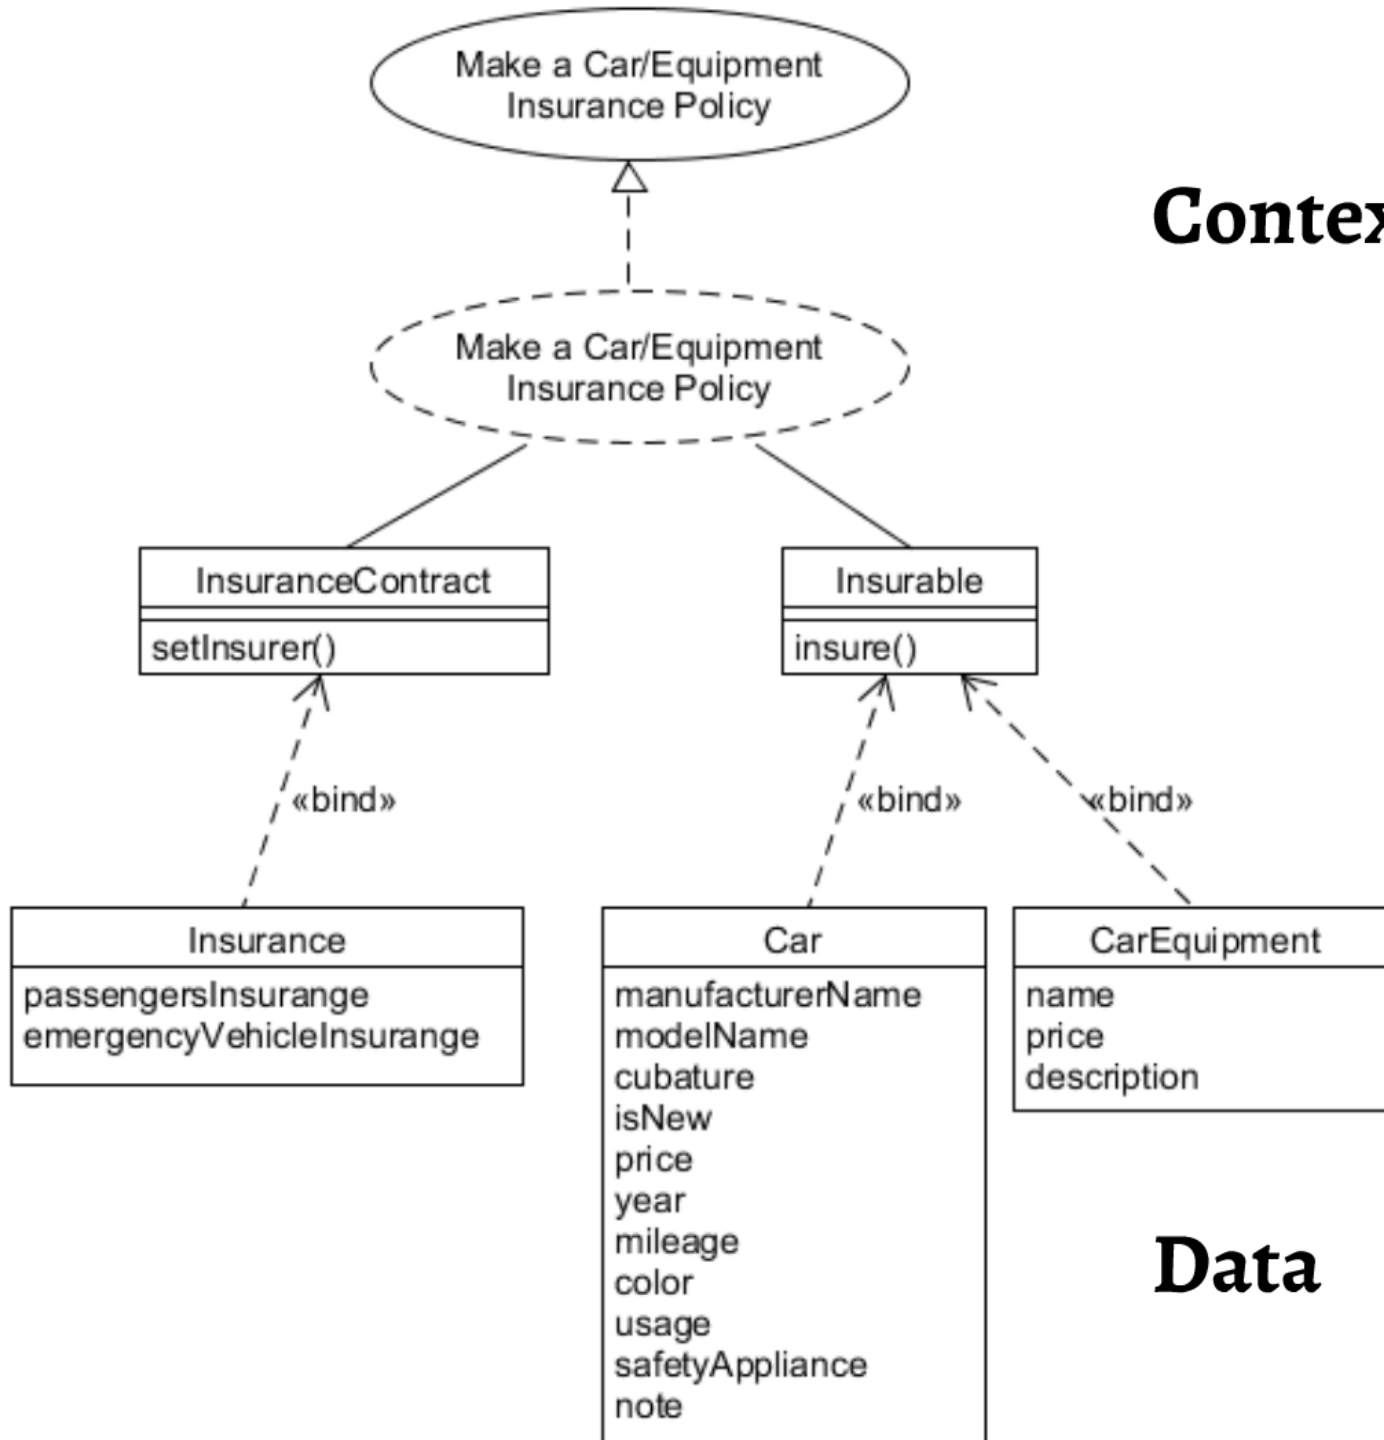 Make a Car/Equipment
Insurance Policy
Contex
Make a Car/Equipment
Insurance Policy
InsuranceContract
setInsurer()
Insurable
insure()
«bind»
«bind»
«bind»
Insurance
passengersInsurange
emergencyVehicleInsurange
Car
manufacturerName
modelName
cubature
isNew
price
year
mileage
color
usage
safetyAppliance
note
CarEquipment
name
price
description
Data